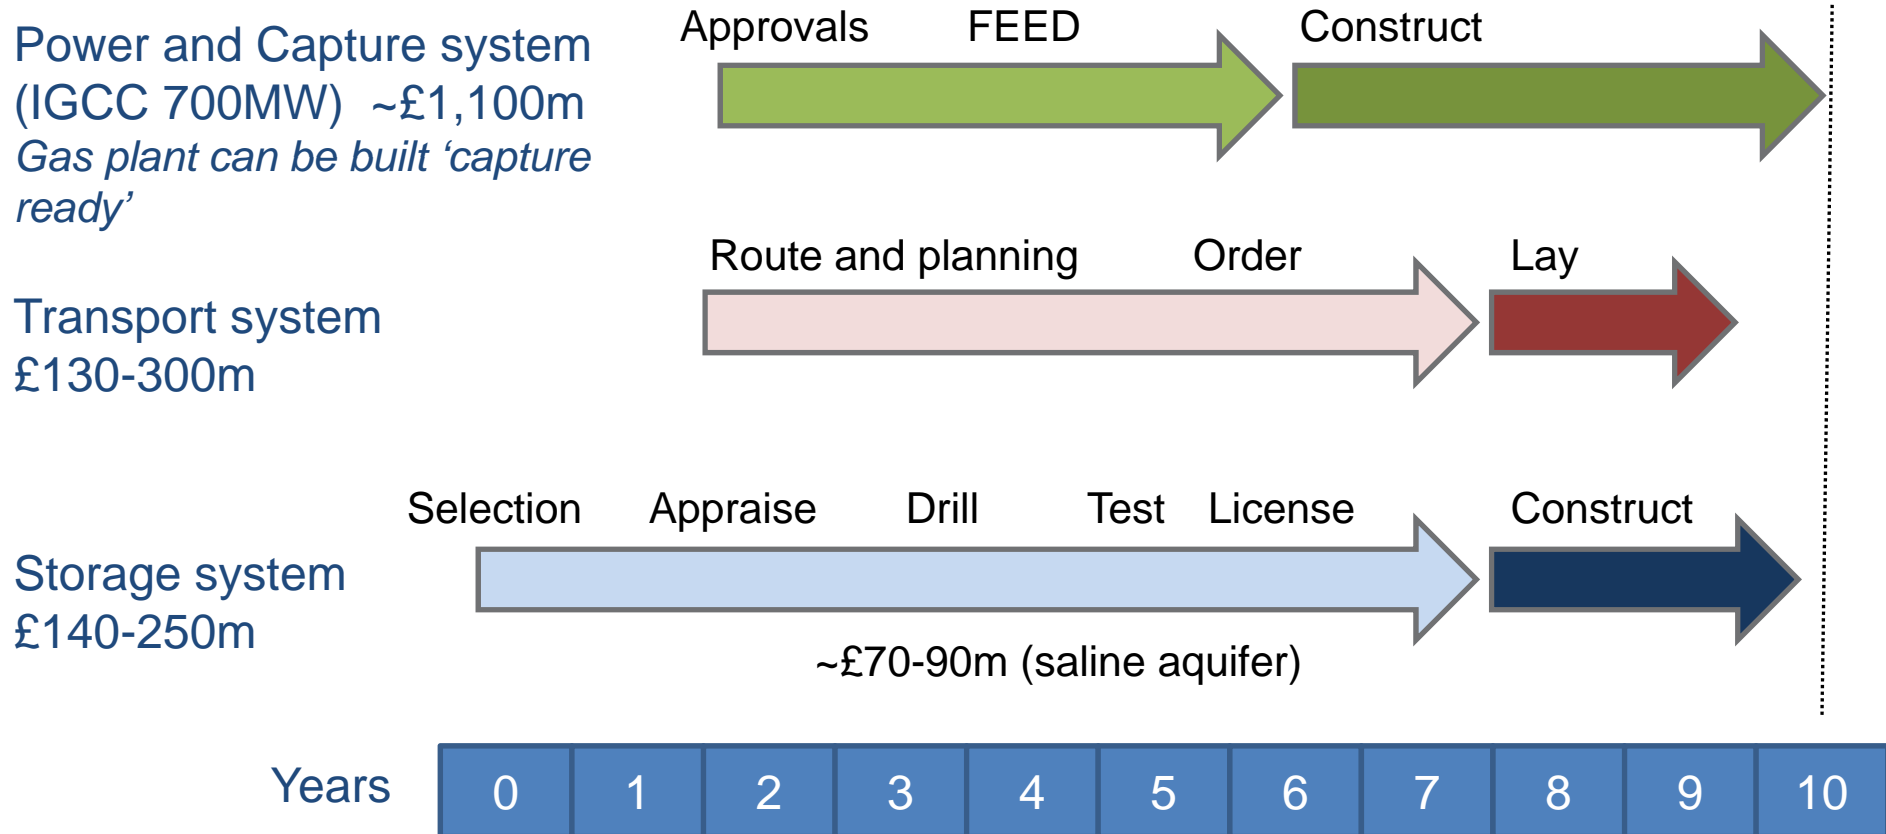 Approvals FEED Construct
Power and Capture system
(IGCC 700MW) ~£1,100m
Gas plant can be built ‘capture
ready’
Route and planning Order Lay
Transport system
£130-300m
Selection Appraise Drill Test License Construct
Storage system
£140-250m
~£70-90m (saline aquifer)
Years 0 1 2 3 4 5 6 7 8 9 10